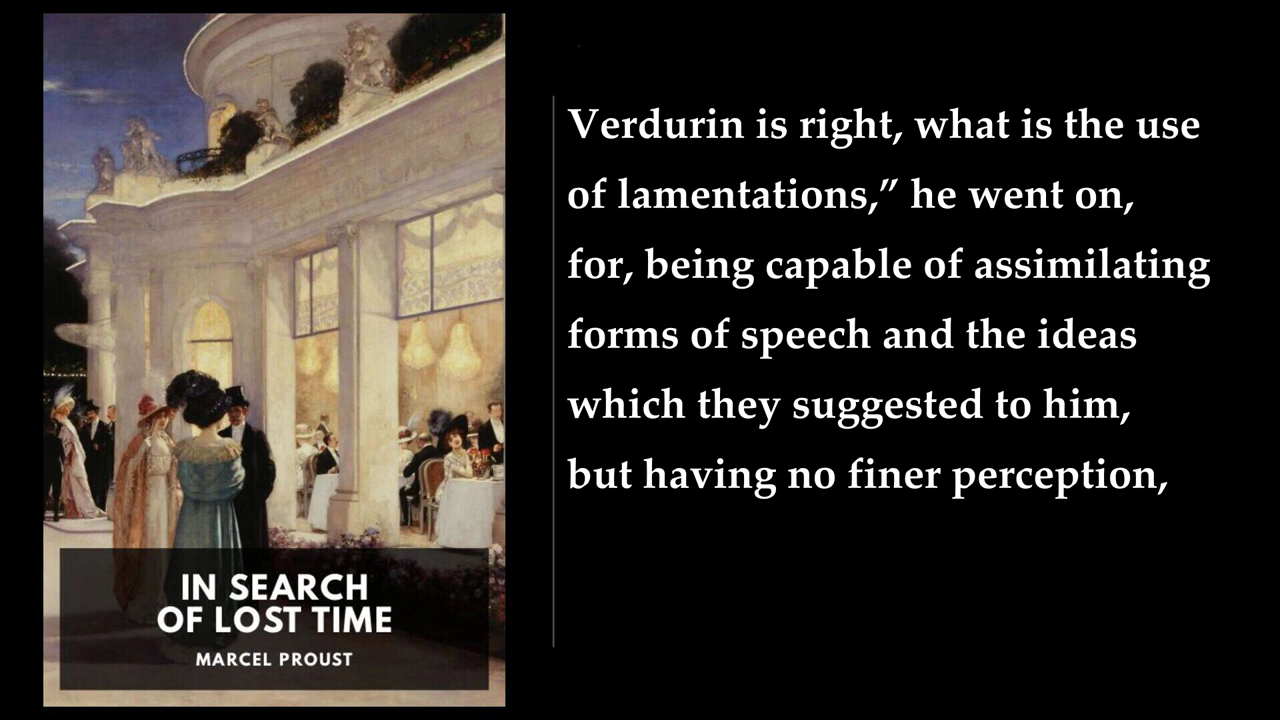 Verdurin is right, what is the use
of lamentations,” he went on,
for, being capable of assimilating
forms of speech and the ideas
which they suggested to him,
but having no finer perception,
IN SEARCH
OF LOST TIME
MARCEL PROUST